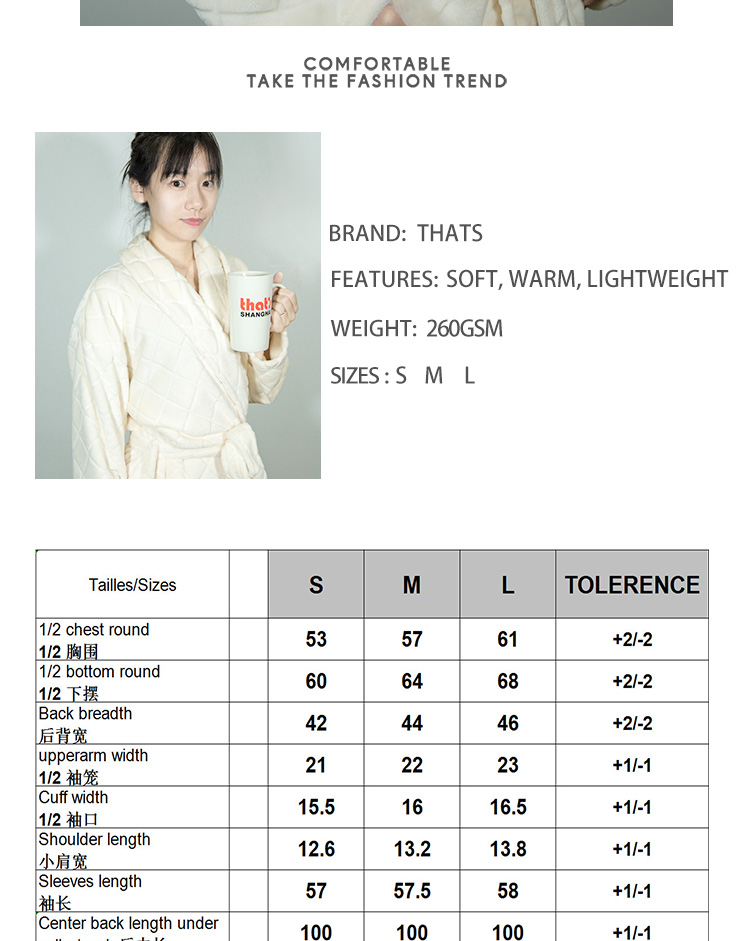 COMFORTABLE
TAKE THE FASHION TREND
that's
SHANGHAI
BRAND: THATS
FEATURES: SOFT, WARM, LIGHTWEIGHT
WEIGHT: 260GSM
SIZES : S M L
Tailles/Sizes S M L TOLERENCE
1/2 chest round
1/2 胸围 53 57 61 +2/-2
1/2 bottom round
1/2 下摆 60 64 68 +2/-2
Back breadth
后背宽 42 44 46 +2/-2
upperarm width
1/2 袖笼 21 22 23 +1/-1
Cuff width
1/2 袖口 15.5 16 16.5 +1/-1
Shoulder length
小肩宽 12.6 13.2 13.8 +1/-1
Sleeves length
袖长 57 57.5 58 +1/-1
Center back length under
100 100 100 +1/-1